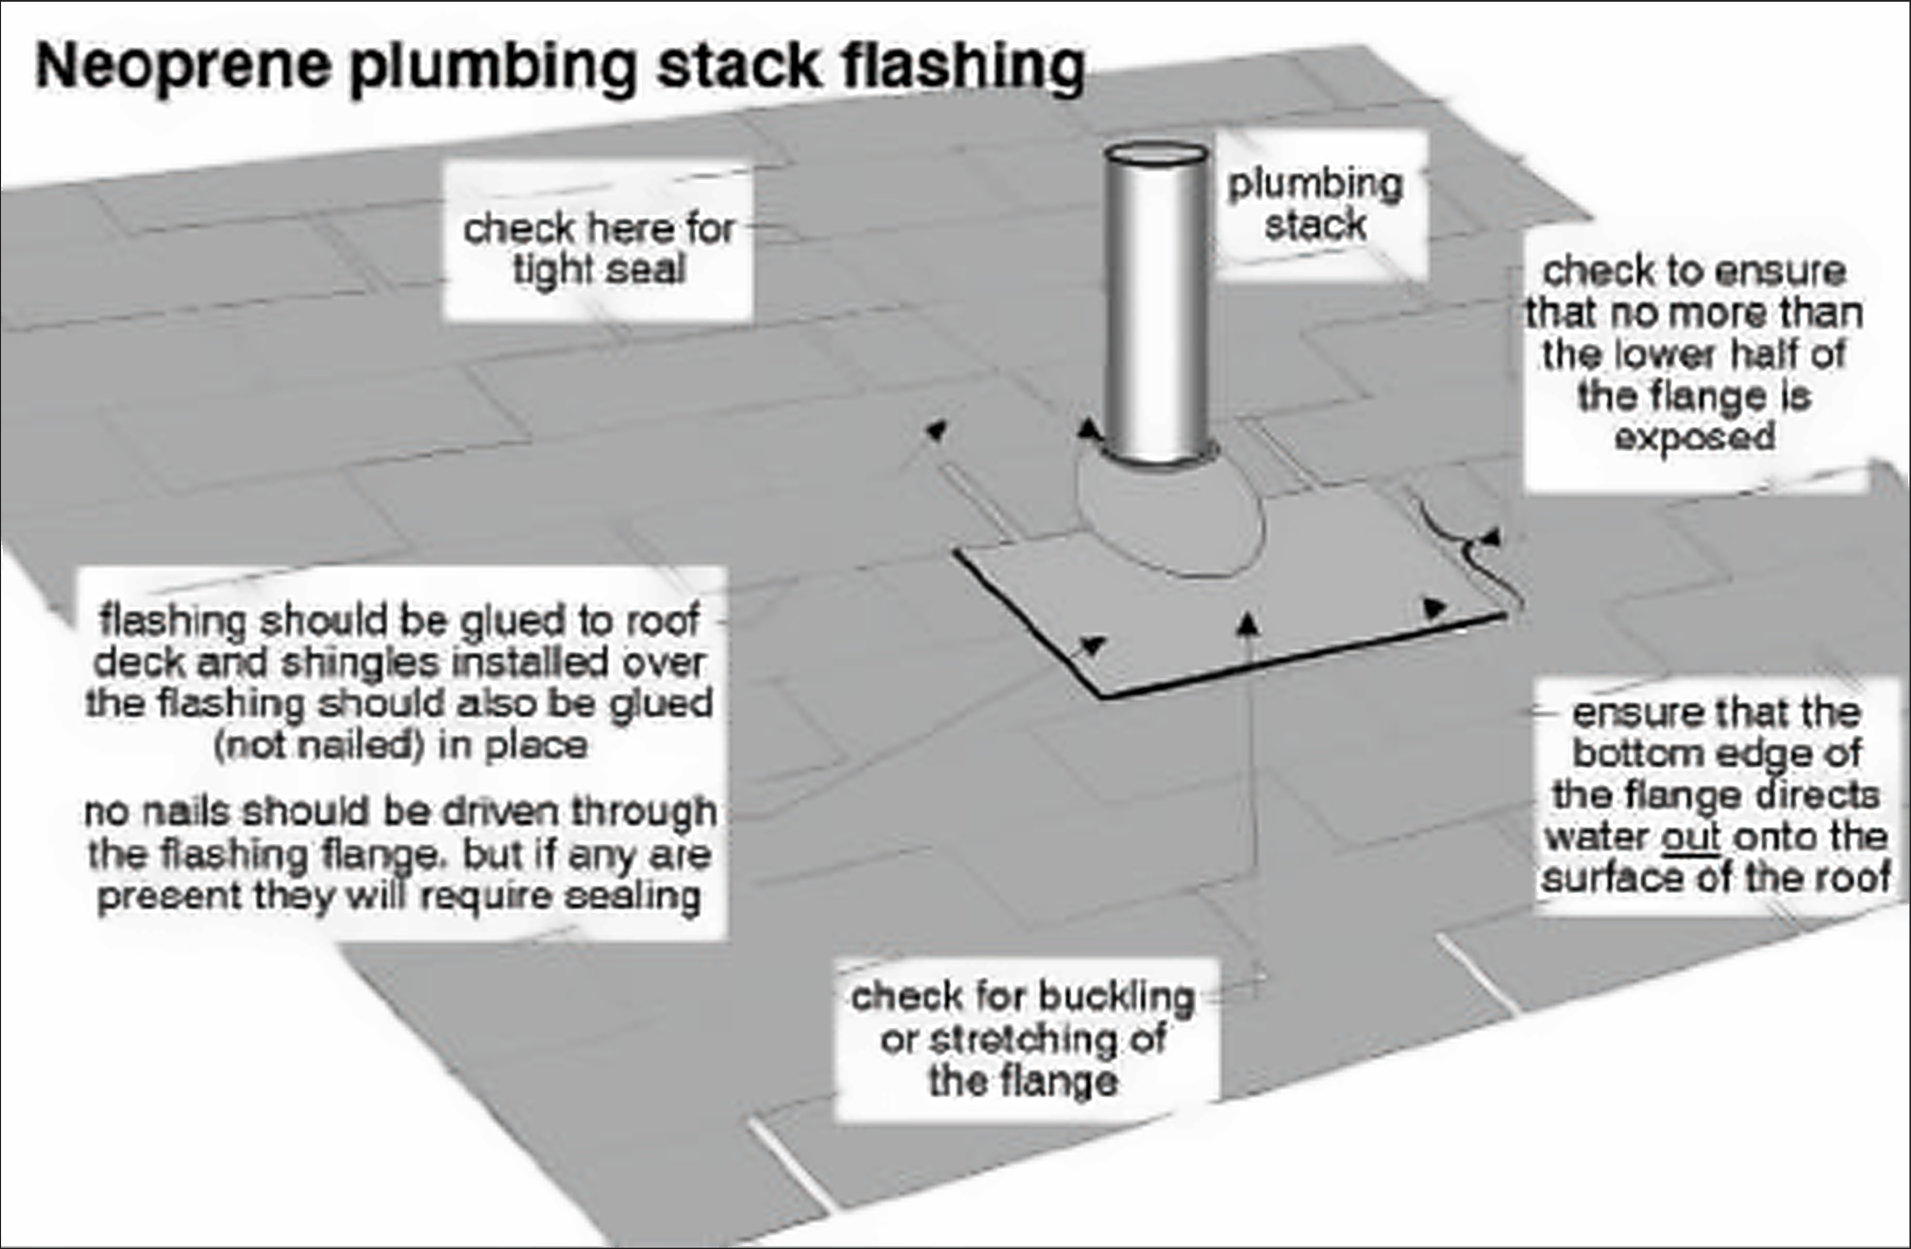 Neoprene plumbing stack flashing
check here for
tight seal
plumbing
stack
check to ensure
that no more than
the lower half of
the flange is
exposed
flashing should be glued to roof
deck and shingles installed over
the flashing should also be glued
(not nailed) in place
no nails should be driven through
the flashing flange. but if any are
present they will require sealing
ensure that the
bottom edge of
the flange directs
water out onto the
surface of the roof
check for buckling
or stretching of
the flange